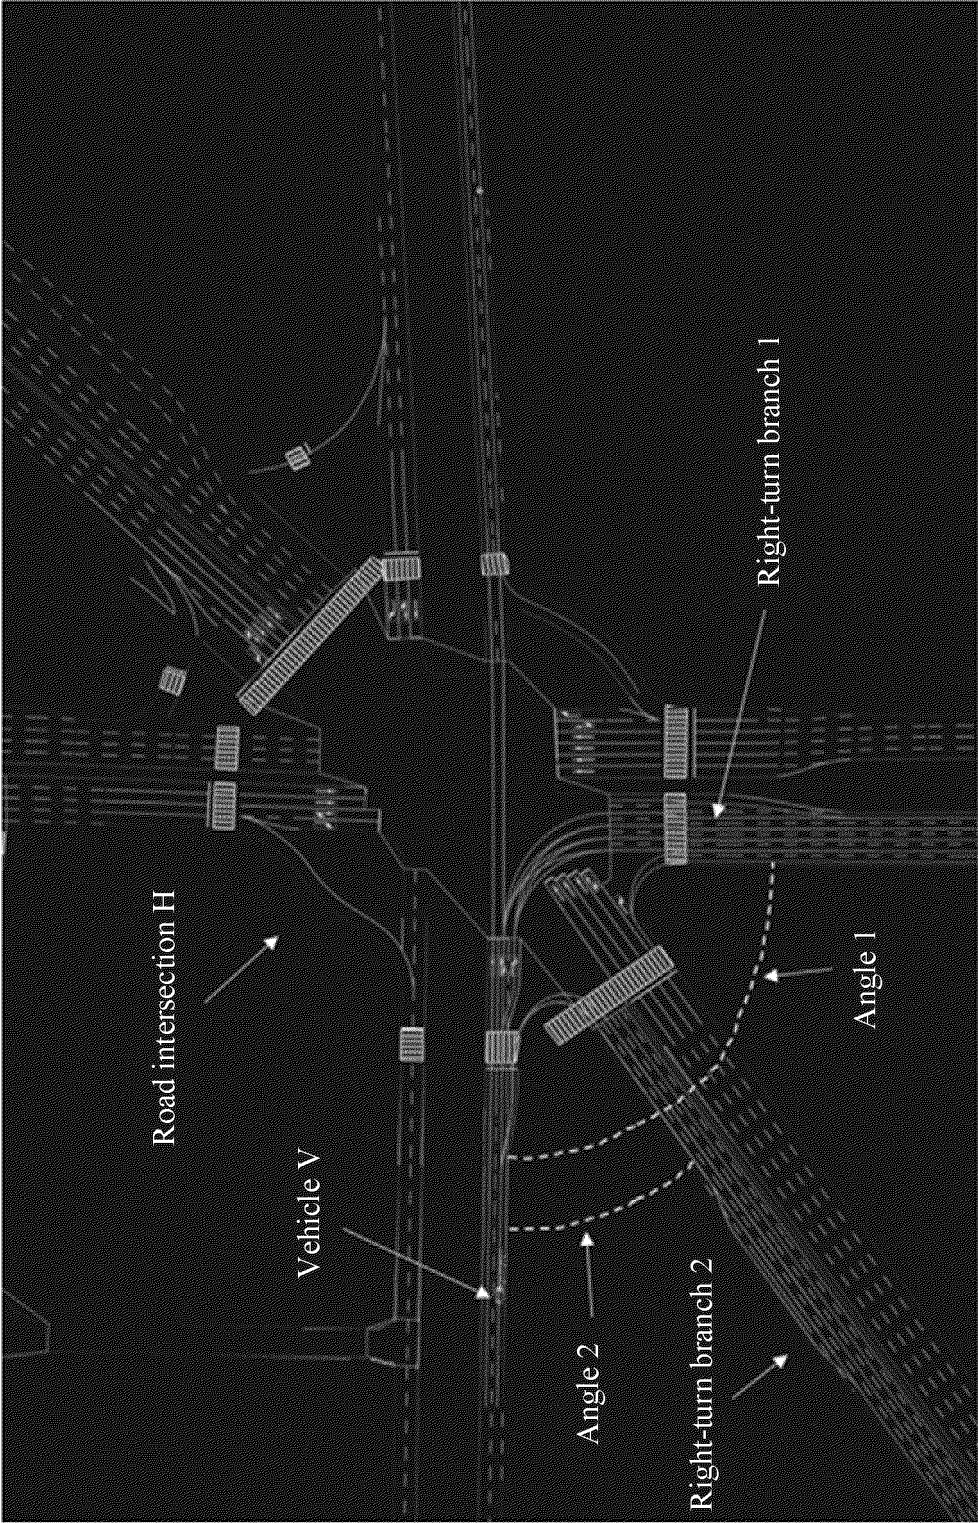 Road intersection H
Vehicle V
Angle 2
Right-turn branch 2
Angle 1
Right-turn branch 1